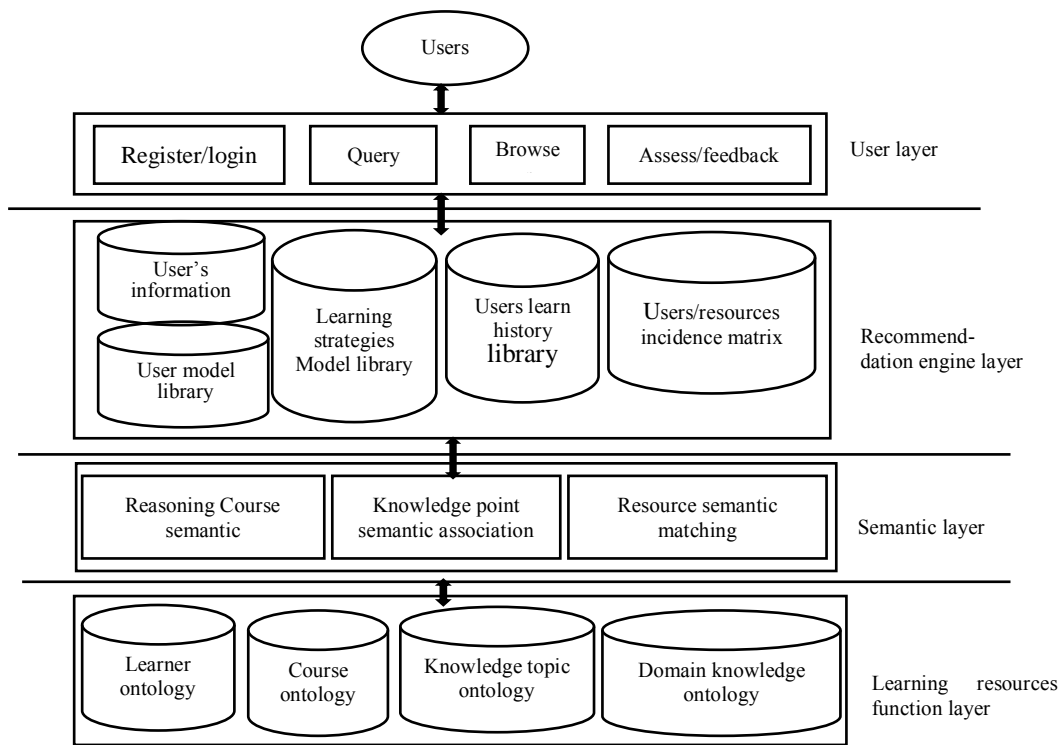 Users
Register/login
Query
Browse
Assess/feedback
User layer
User's
information
User model
library
Learning
strategies
Model library
Users learn
history
library
Users/resources
incidence matrix
Recommend-
dation engine layer
Reasoning Course
semantic
Knowledge point
semantic association
Resource semantic
matching
Semantic layer
Learner
ontology
Course
ontology
Knowledge topic
ontology
Domain knowledge
ontology
Learning resources
function layer